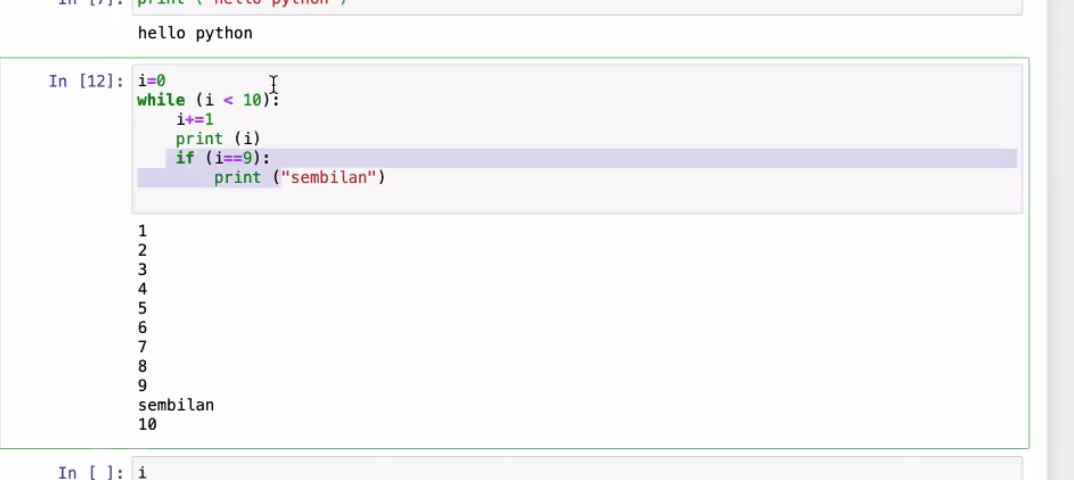 In [7]: print ("hello python")
hello python
In [12]: i=0
while (i < 10):
    i+=1
    print (i)
    if (i==9):
        print ("sembilan")
1
2
3
4
5
6
7
8
9
sembilan
10
In [ ]: i